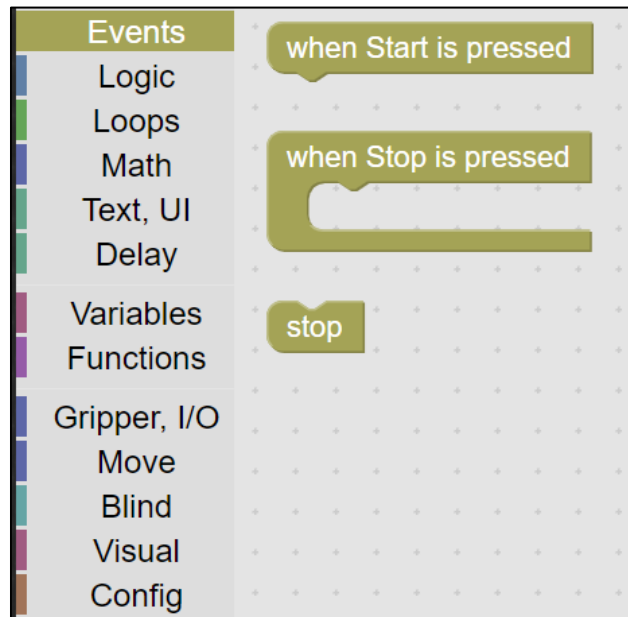 Events
Logic
Loops
Math
Text, UI
Delay
Variables
Functions
Gripper, I/O
Move
Blind
Visual
Config
when Start is pressed
when Stop is pressed
stop